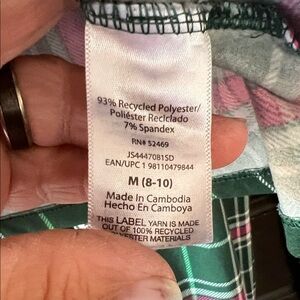 93% Recycled Polyester/
Poliéster Reciclado
7% Spandex
RN# 52469
JS4447081SD
EAN/UPC 1 98110479844
M (8-10)
Made In Cambodia
Hecho En Camboya
THIS LABEL YARN IS MADE
OUT OF 100% RECYCLED
POLYESTER MATERIALS